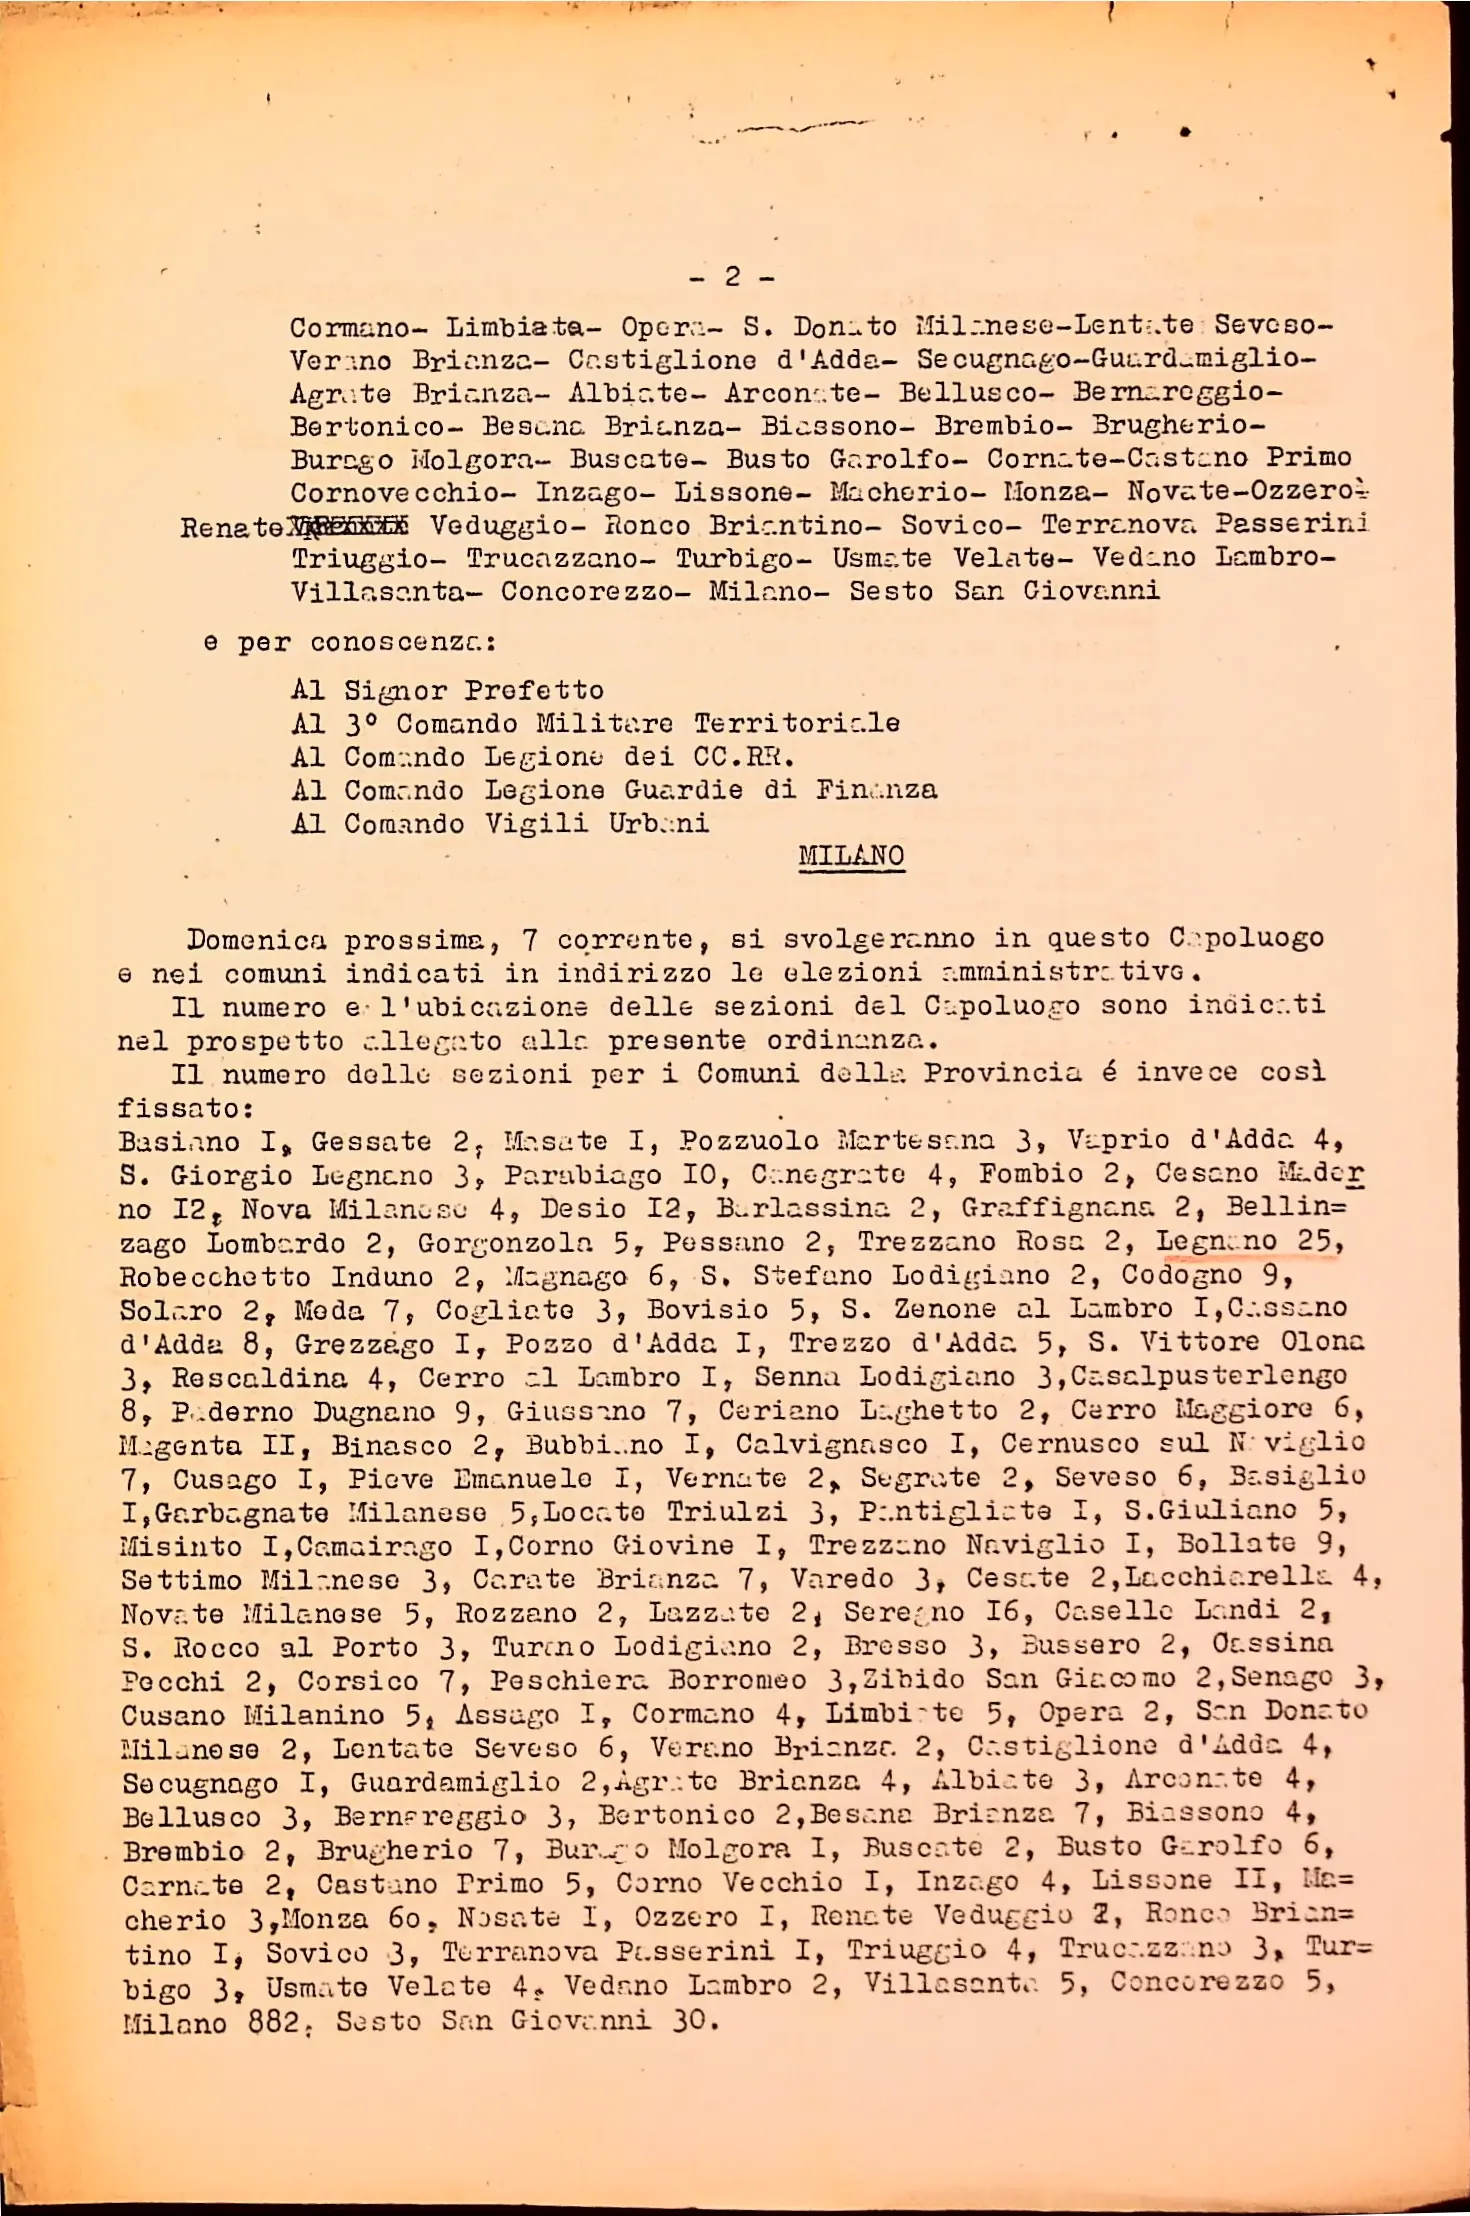 - 2 -
Cormano- Limbiate- Opera- S. Donato Milanese-Lentate Seveso-
Verano Brianza- Castiglione d'Adda- Secugnago-Guardamiglio-
Agrate Brianza- Albiate- Arconate- Bellusco- Bernareggio-
Bertonico- Besana Brianza- Biassono- Brembio- Brugherio-
Burago Molgora- Buscate- Busto Garolfo- Cornate-Castano Primo
Cornovecchio- Inzago- Lissone- Macherio- Monza- Novate-Ozzero-
Renate Veduggio- Ronco Briantino- Sovico- Terranova Passerini
Triuggio- Trucazzano- Turbigo- Usmate Velate- Vedano Lambro-
Villasanta- Concorezzo- Milano- Sesto San Giovanni
e per conoscenza:
Al Signor Prefetto
Al 3° Comando Militare Territoriale
Al Comando Legione dei CC.RR.
Al Comando Legione Guardie di Finanza
Al Comando Vigili Urbani
MILANO
Domenica prossima, 7 corrente, si svolgeranno in questo Capoluogo
e nei comuni indicati in indirizzo le elezioni amministrative.
Il numero e l'ubicazione delle sezioni del Capoluogo sono indicati
nel prospetto allegato alla presente ordinanza.
Il numero delle sezioni per i Comuni della Provincia é invece così
fissato:
Basiano I, Gessate 2, Masate I, Pozzuolo Martesana 3, Vaprio d'Adda 4,
S. Giorgio Legnano 3, Parabiago IO, Canegrate 4, Fombio 2, Cesano Mader
no I2, Nova Milanese 4, Desio I2, Barlassina 2, Graffignana 2, Bellin=
zago Lombardo 2, Gorgonzola 5, Pessano 2, Trezzano Rosa 2, Legnano 25,
Robecchetto Induno 2, Magnago 6, S. Stefano Lodigiano 2, Codogno 9,
Solaro 2, Meda 7, Cogliate 3, Bovisio 5, S. Zenone al Lambro I,Cassano
d'Adda 8, Grezzago I, Pozzo d'Adda I, Trezzo d'Adda 5, S. Vittore Olona
3, Rescaldina 4, Cerro al Lambro I, Senna Lodigiano 3,Casalpusterlengo
8, Paderno Dugnano 9, Giussano 7, Ceriano Laghetto 2, Cerro Maggiore 6,
Magenta II, Binasco 2, Bubbiano I, Calvignasco I, Cernusco sul Naviglio
7, Cusago I, Pieve Emanuele I, Vernate 2, Segrate 2, Seveso 6, Basiglio
I,Garbagnate Milanese 5,Locate Triulzi 3, Pantigliate I, S.Giuliano 5,
Misinto I,Camairago I,Corno Giovine I, Trezzano Naviglio I, Bollate 9,
Settimo Milanese 3, Carate Brianza 7, Varedo 3, Cesate 2,Lacchiarella 4,
Novate Milanese 5, Rozzano 2, Lazzate 2, Seregno I6, Caselle Landi 2,
S. Rocco al Porto 3, Turano Lodigiano 2, Bresso 3, Bussero 2, Cassina
Pecchi 2, Corsico 7, Peschiera Borromeo 3,Zibido San Giacomo 2,Senago 3,
Cusano Milanino 5, Assago I, Cormano 4, Limbiate 5, Opera 2, San Donato
Milanese 2, Lentate Seveso 6, Verano Brianza 2, Castiglione d'Adda 4,
Secugnago I, Guardamiglio 2,Agrate Brianza 4, Albiate 3, Arconate 4,
Bellusco 3, Bernareggio 3, Bertonico 2,Besana Brianza 7, Biassono 4,
Brembio 2, Brugherio 7, Burago Molgora I, Buscate 2, Busto Garolfo 6,
Carnate 2, Castano Primo 5, Corno Vecchio I, Inzago 4, Lissone II, Ma=
cherio 3,Monza 6o, Nosate I, Ozzero I, Renate Veduggio 2, Ronco Brian=
tino I, Sovico 3, Terranova Passerini I, Triuggio 4, Trucazzano 3, Tur=
bigo 3, Usmate Velate 4, Vedano Lambro 2, Villasanta 5, Concorezzo 5,
Milano 882, Sesto San Giovanni 30.